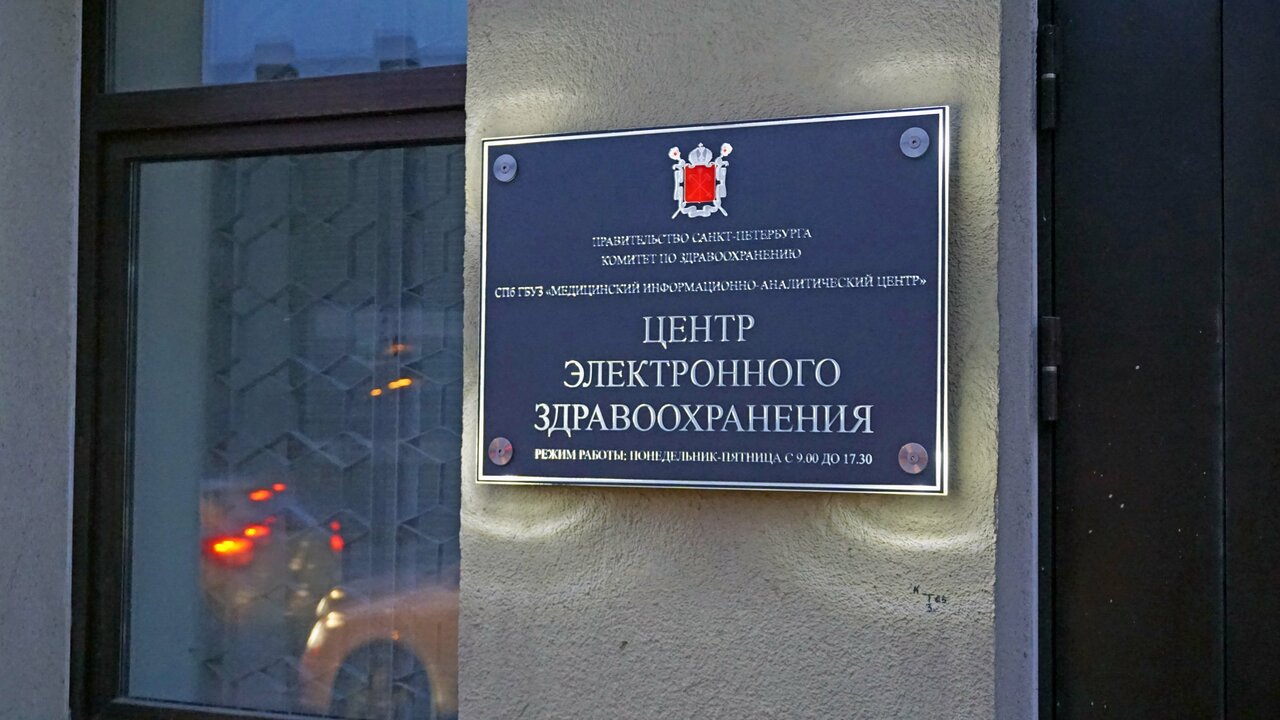 ПРАВИТЕЛЬСТВО САНКТ-ПЕТЕРБУРГА
КОМИТЕТ ПО ЗДРАВООХРАНЕНИЮ
СПб ГБУЗ «МЕДИЦИНСКИЙ ИНФОРМАЦИОННО-АНАЛИТИЧЕСКИЙ ЦЕНТР»
ЦЕНТР
ЭЛЕКТРОННОГО
ЗДРАВООХРАНЕНИЯ
РЕЖИМ РАБОТЫ: ПОНЕДЕЛЬНИК-ПЯТНИЦА С 9.00 ДО 17.30